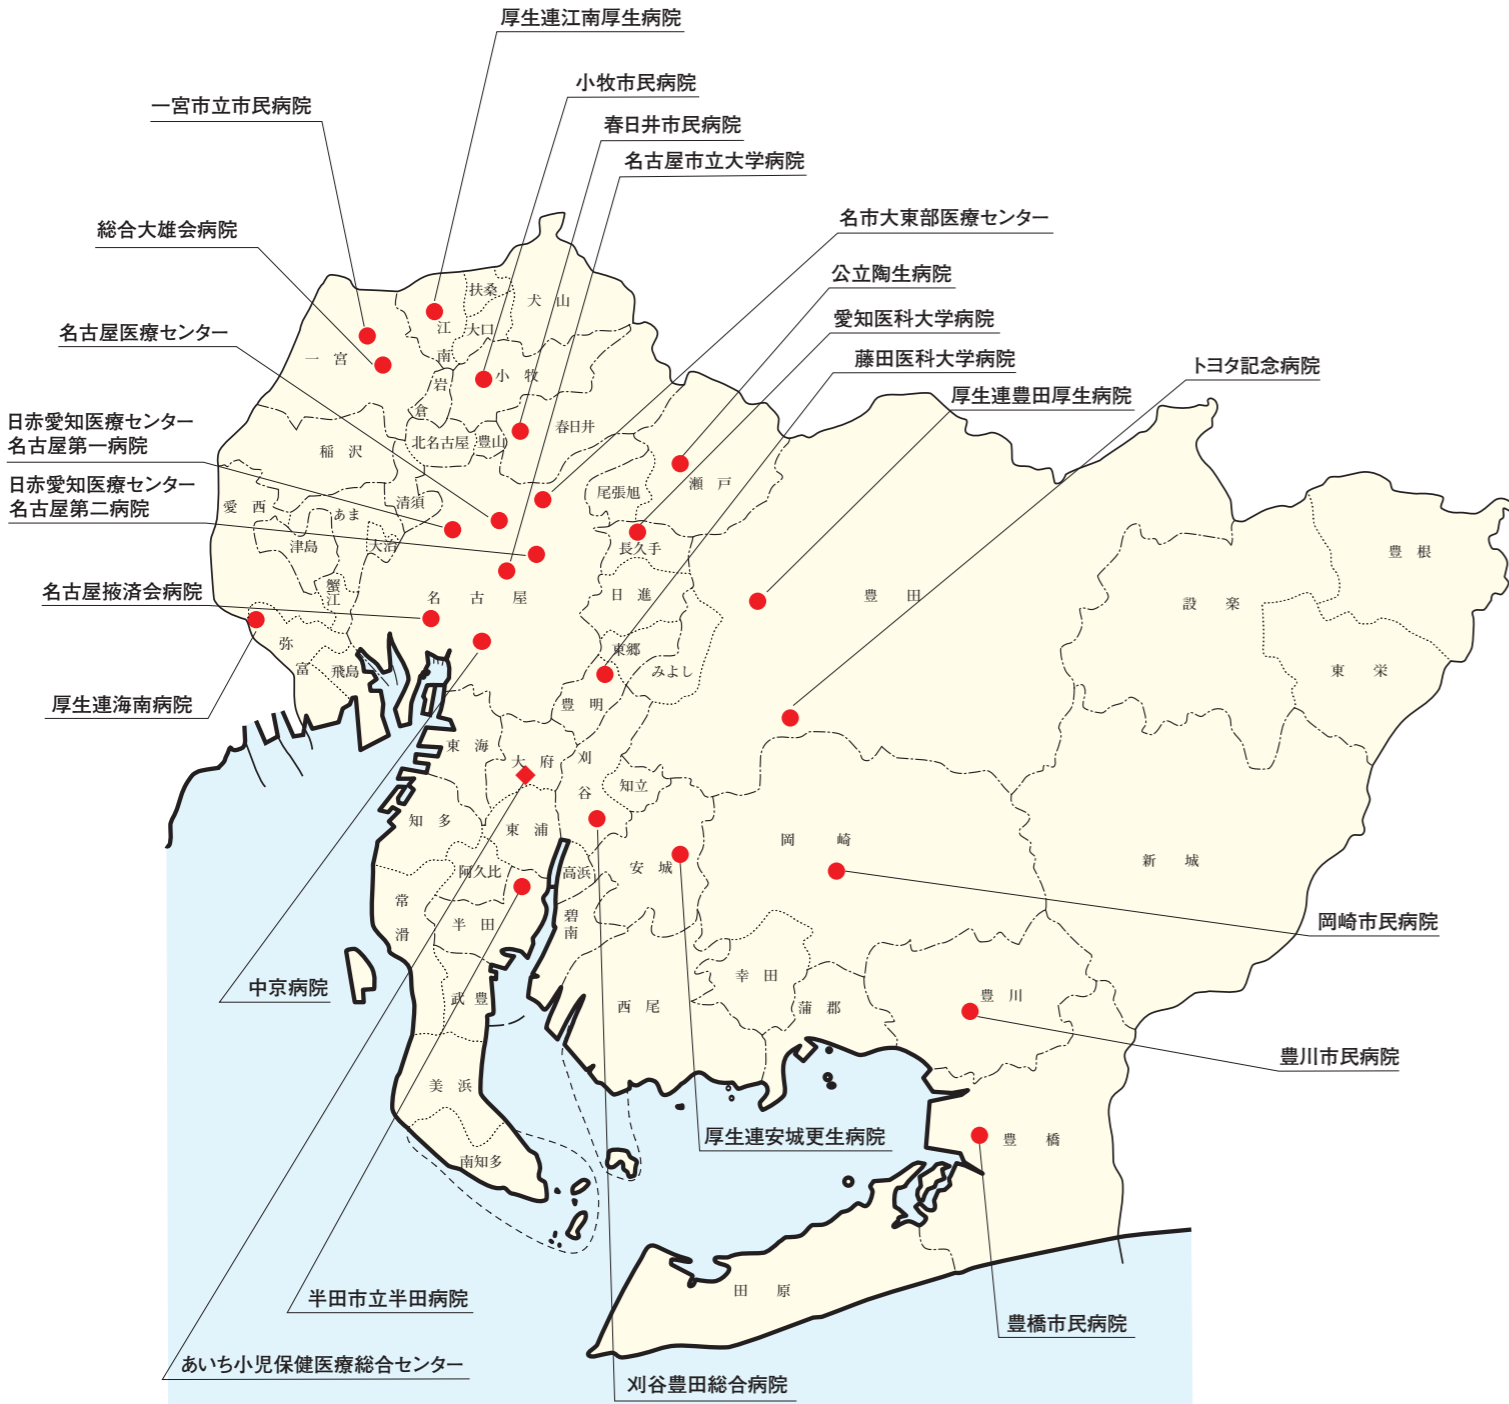 厚生連江南厚生病院
小牧市民病院
一宮市立市民病院
春日井市民病院
名古屋市立大学病院
総合大雄会病院
名市大東部医療センター
公立陶生病院
名古屋医療センター
愛知医科大学病院
藤田医科大学病院
トヨタ記念病院
厚生連豊田厚生病院
日赤愛知医療センター
名古屋第一病院
日赤愛知医療センター
名古屋第二病院
名古屋掖済会病院
厚生連海南病院
扶桑
犬山
江南
大口
一宮
岩倉
小牧
北名古屋
豊山
春日井
稲沢
尾張旭
瀬戸
愛西
清須
あま
津島
大治
長久手
蟹江
名古屋
日進
豊田
設楽
豊根
東栄
弥富
飛島
東郷
みよし
豊明
東海
大府
刈谷
知立
知多
東浦
岡崎
新城
阿久比
高浜
安城
常滑
半田
碧南
岡崎市民病院
中京病院
武豊
西尾
幸田
蒲郡
豊川
豊川市民病院
美浜
厚生連安城更生病院
豊橋
南知多
田原
半田市立半田病院
豊橋市民病院
あいち小児保健医療総合センター
刈谷豊田総合病院